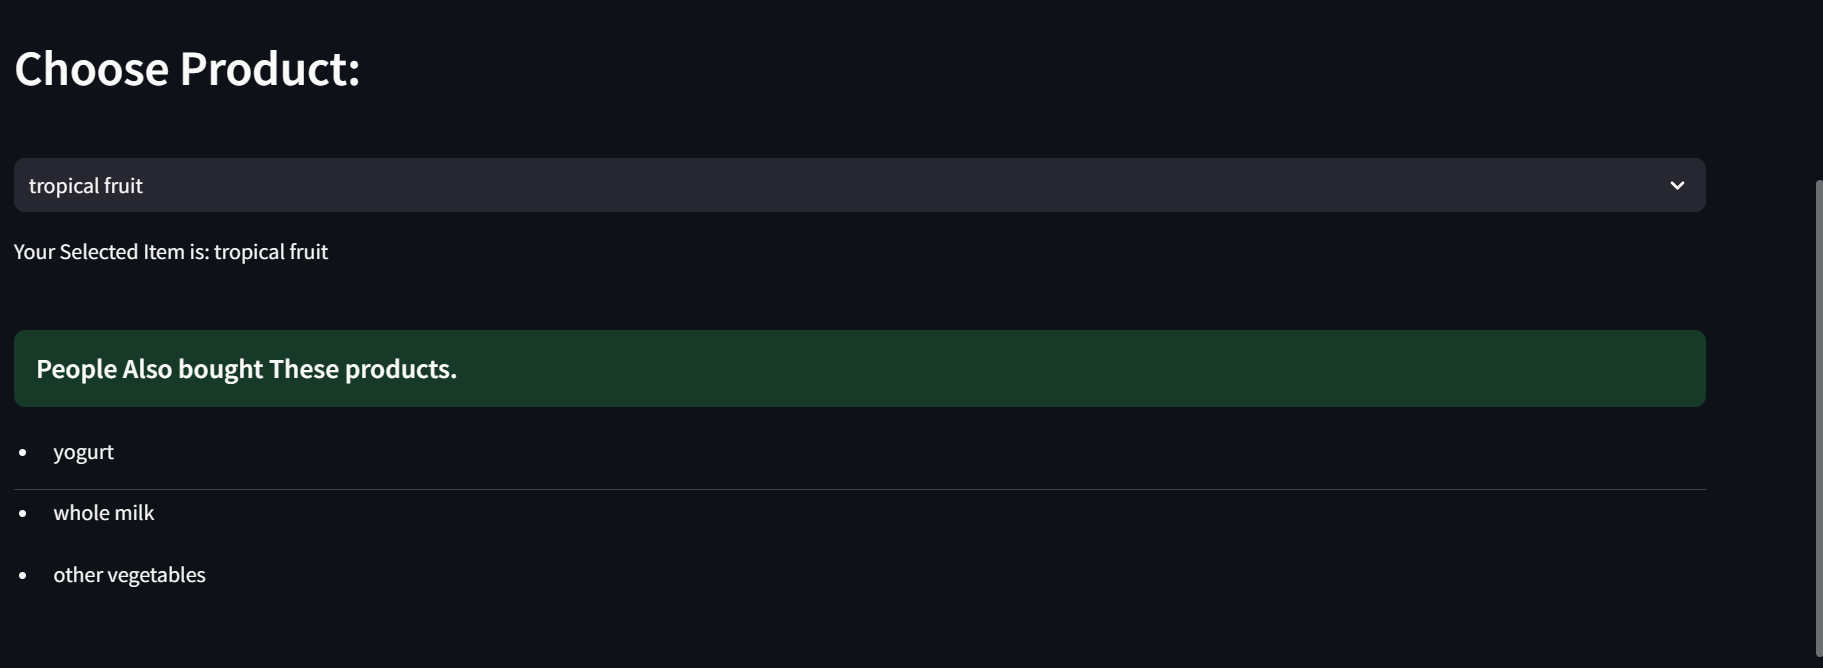 Choose Product:
tropical fruit
Your Selected Item is: tropical fruit
People Also bought These products.
• yogurt
• whole milk
• other vegetables